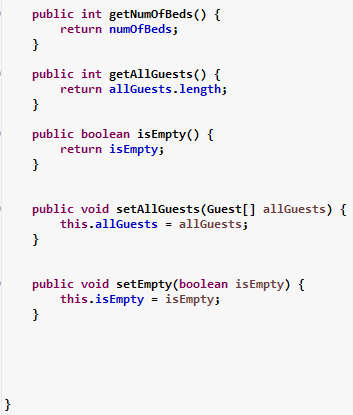 public int getNumOfBeds() {
return numOfBeds;
}
public int getAllGuests() {
return allGuests.length;
}
public boolean isEmpty() {
return isEmpty;
}
public void setAllGuests(Guest[] allGuests) {
this.allGuests = allGuests;
}
public void setEmpty(boolean isEmpty) {
this.isEmpty = isEmpty;
}
}